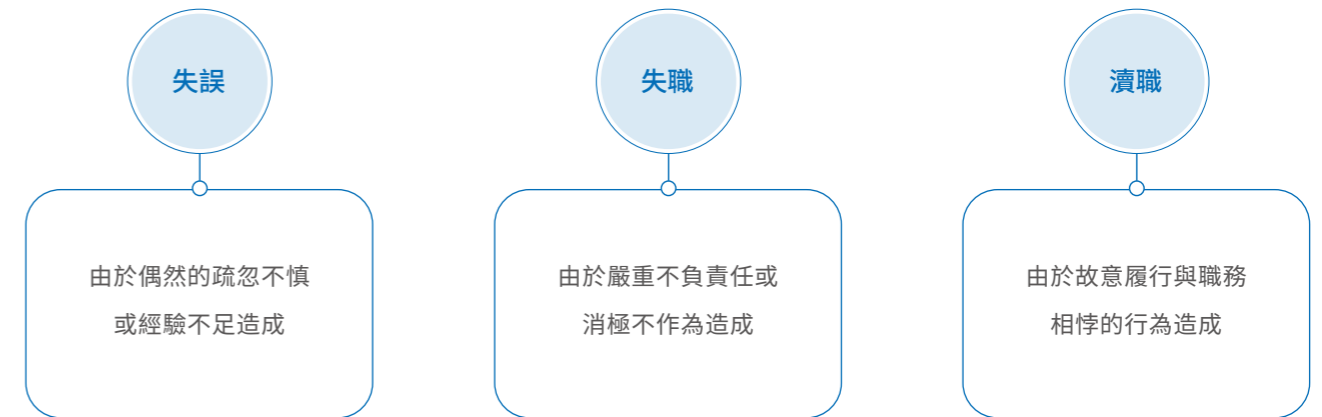 失誤
由於偶然的疏忽不慎
或經驗不足造成
失職
由於嚴重不負責任或
消極不作為造成
瀆職
由於故意履行與職務
相悖的行為造成